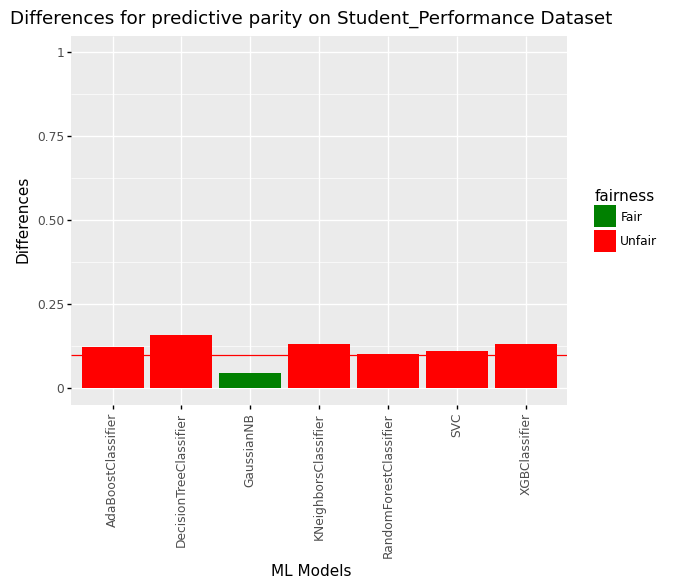 Differences for predictive parity on Student_Performance Dataset
1
0.75
0.50
0.25
0
Differences
AdaBoostClassifier
DecisionTreeClassifier
GaussianNB
KNeighborsClassifier
RandomForestClassifier
SVC
XGBClassifier
ML Models
fairness
Fair
Unfair